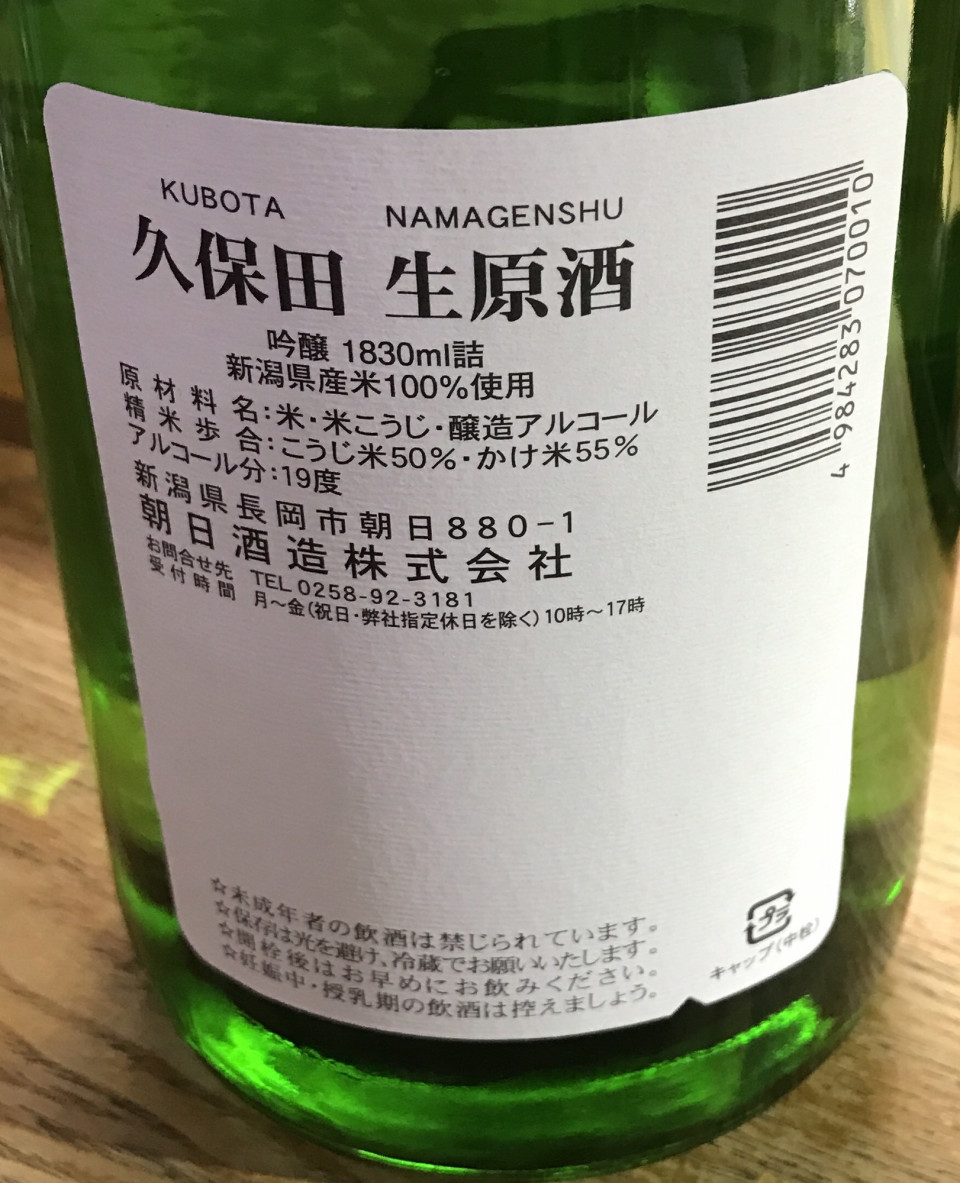 KUBOTA NAMAGENSHU
久保田 生原酒
吟醸 1830ml詰
新潟県産米100%使用
原材料名:米・米こうじ・醸造アルコール
精米歩合:こうじ米50%・かけ米55%
アルコール分:19度
新潟県長岡市朝日880-1
朝日酒造株式会社
お問合せ先 TEL 0258-92-3181
受付時間 月〜金(祝日・弊社指定休日を除く)10時〜17時
4 984283 070010
☆未成年者の飲酒は禁じられています。
☆保存は光を避け、冷蔵でお願いいたします。
☆開栓後はお早めにお飲みください。
☆妊娠中・授乳期の飲酒は控えましょう。
プラ
キャップ(中栓)